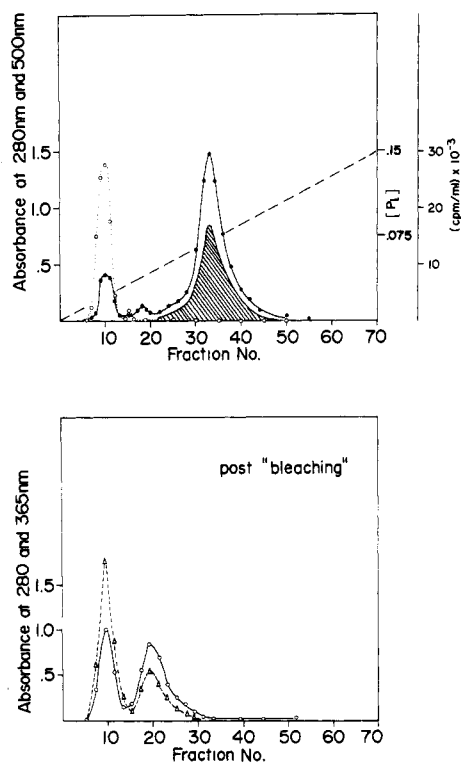 Absorbance at 280nm and 500nm
1.5
1.0
.5
10 20 30 40 50 60 70
Fraction No.
.15
.075
[Pi]
30
20
10
(cpm/ml) × 10⁻³
post "bleaching"
Absorbance at 280 and 365nm
1.5
1.0
.5
10 20 30 40 50 60 70
Fraction No.